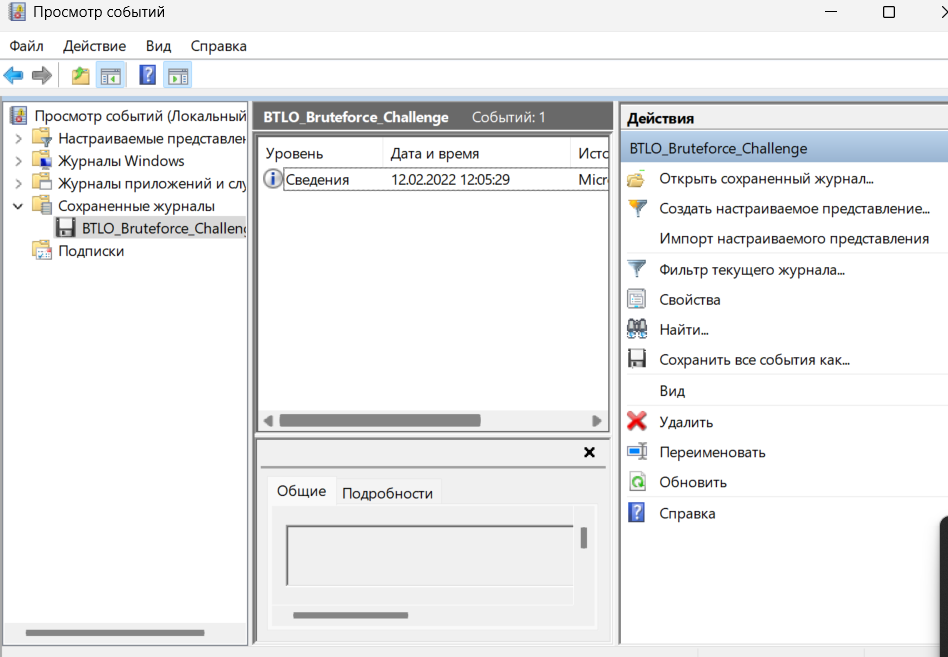 Просмотр событий
Файл Действие Вид Справка
Просмотр событий (Локальный
Настраиваемые представлен
Журналы Windows
Журналы приложений и слу
Сохраненные журналы
BTLO_Bruteforce_Challeng
Подписки
BTLO_Bruteforce_Challenge Событий: 1
Уровень Дата и время Исто
Сведения 12.02.2022 12:05:29 Micr
Общие Подробности
Действия
BTLO_Bruteforce_Challenge
Открыть сохраненный журнал...
Создать настраиваемое представление...
Импорт настраиваемого представления
Фильтр текущего журнала...
Свойства
Найти...
Сохранить все события как...
Вид
Удалить
Переименовать
Обновить
Справка